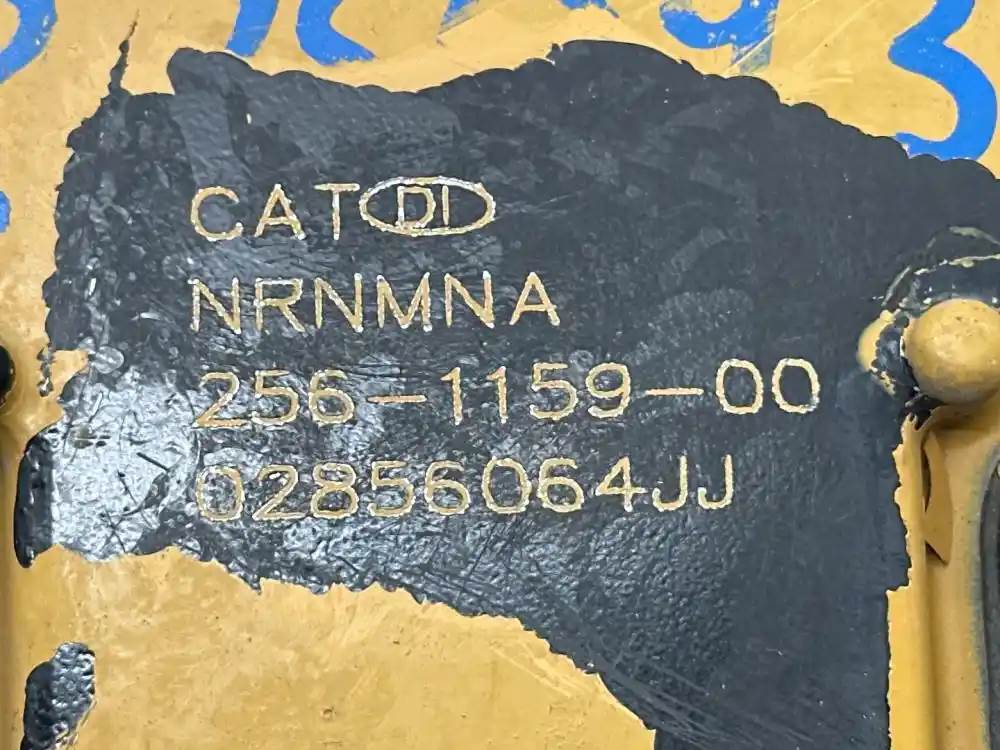 CAT DI
NRNMNA
256-1159-00
02856064JJ